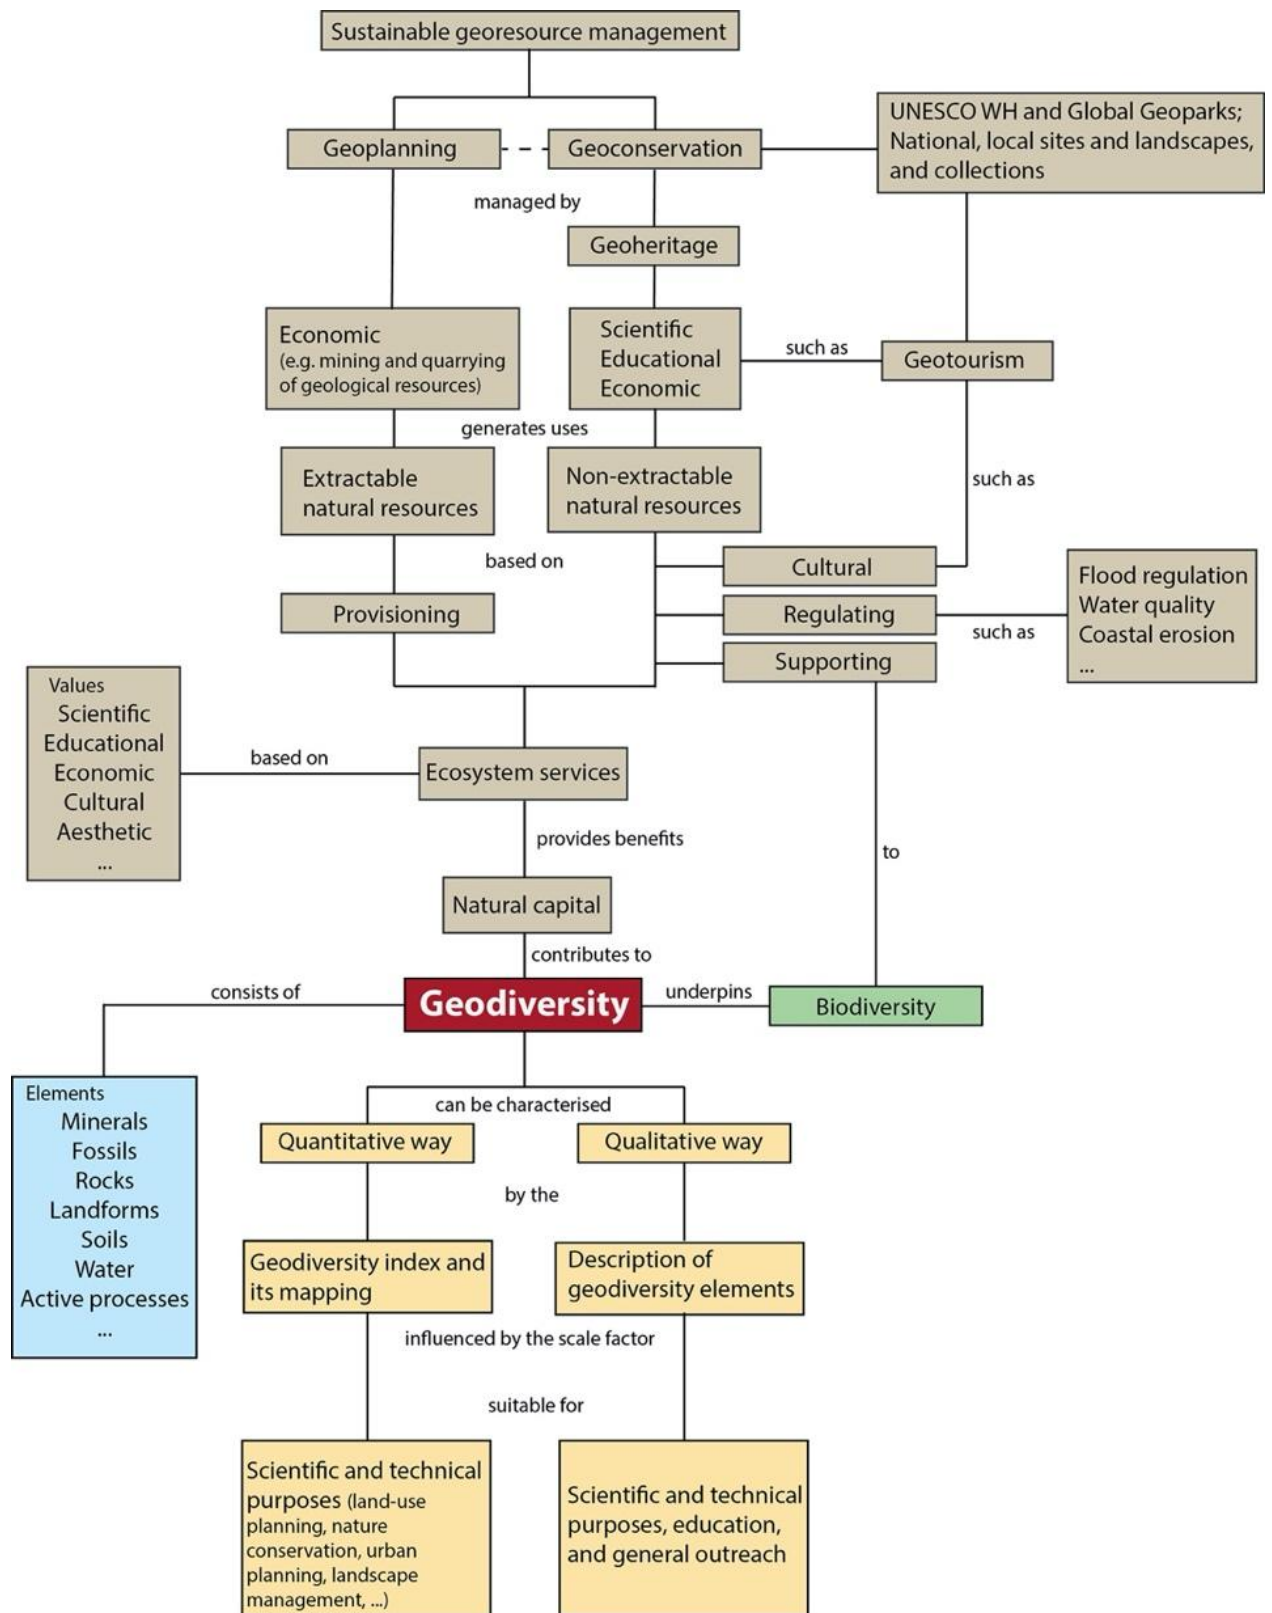 Sustainable georesource management
Geoplanning
Geoconservation
UNESCO WH and Global Geoparks;
National, local sites and landscapes,
and collections
managed by
Geoheritage
Economic
(e.g. mining and quarrying
of geological resources)
Scientific
Educational
Economic
such as
Geotourism
generates uses
Extractable
natural resources
Non-extractable
natural resources
such as
based on
Cultural
Provisioning
Regulating
such as
Flood regulation
Water quality
Coastal erosion
...
Supporting
Values
Scientific
Educational
Economic
Cultural
Aesthetic
...
based on
Ecosystem services
provides benefits
to
Natural capital
contributes to
consists of
Geodiversity
underpins
Biodiversity
Elements
Minerals
Fossils
Rocks
Landforms
Soils
Water
Active processes
...
can be characterised
Quantitative way
Qualitative way
by the
Geodiversity index and
its mapping
Description of
geodiversity elements
influenced by the scale factor
suitable for
Scientific and technical
purposes (land-use
planning, nature
conservation, urban
planning, landscape
management, ...)
Scientific and technical
purposes, education,
and general outreach